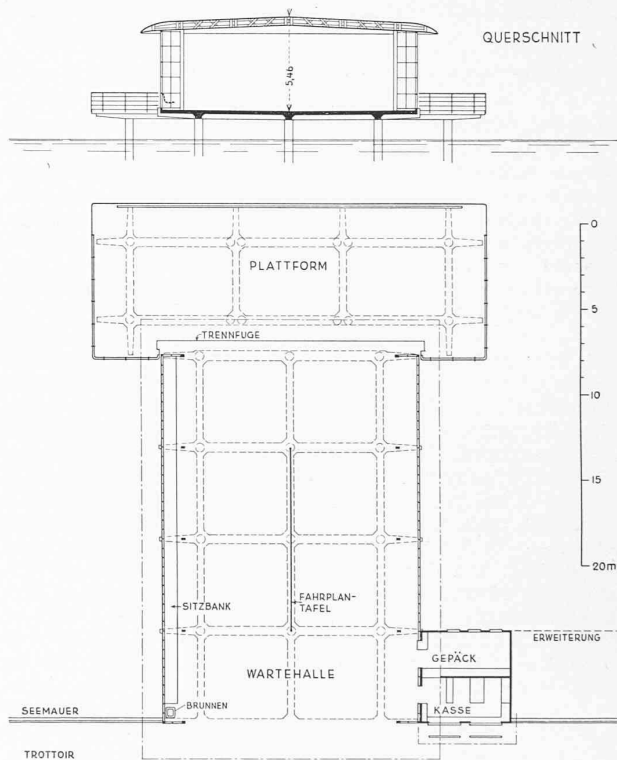 QUERSCHNITT
5,46
0
PLATTFORM
5
TRENNFUGE
10
15
20m
FAHRPLAN-
TAFEL
SITZBANK
ERWEITERUNG
GEPÄCK
WARTEHALLE
BRUNNEN
KASSE
SEEMAUER
TROTTOIR